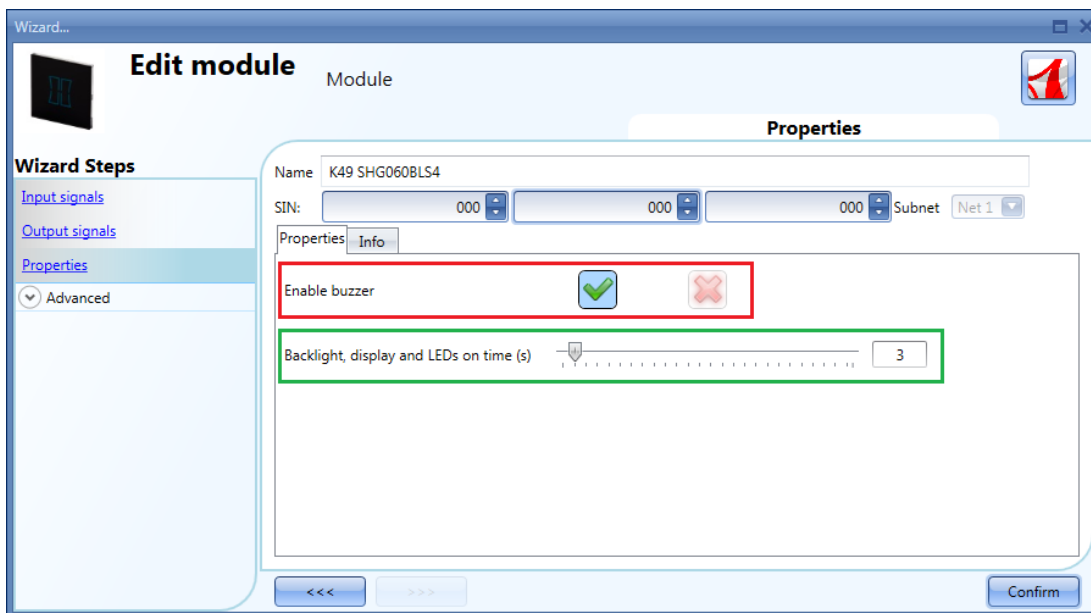 Wizard...
Edit module
Module
Properties
Wizard Steps
Input signals
Output signals
Properties
Advanced
Name K49 SHG060BLS4
SIN: 000 000 000 Subnet Net 1
Properties Info
Enable buzzer
Backlight, display and LEDs on time (s) 3
<<< >>> Confirm